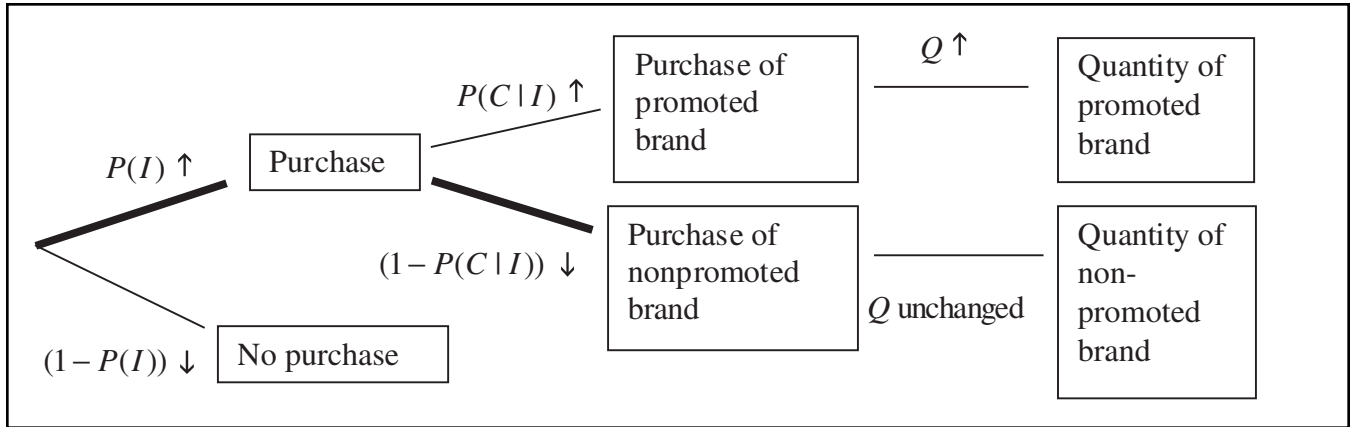 P(I) ↑
Purchase
(1 – P(I)) ↓
No purchase
P(C | I) ↑
(1 – P(C | I)) ↓
Purchase of
promoted
brand
Purchase of
nonpromoted
brand
Q ↑
Q unchanged
Quantity of
promoted
brand
Quantity of
non-
promoted
brand